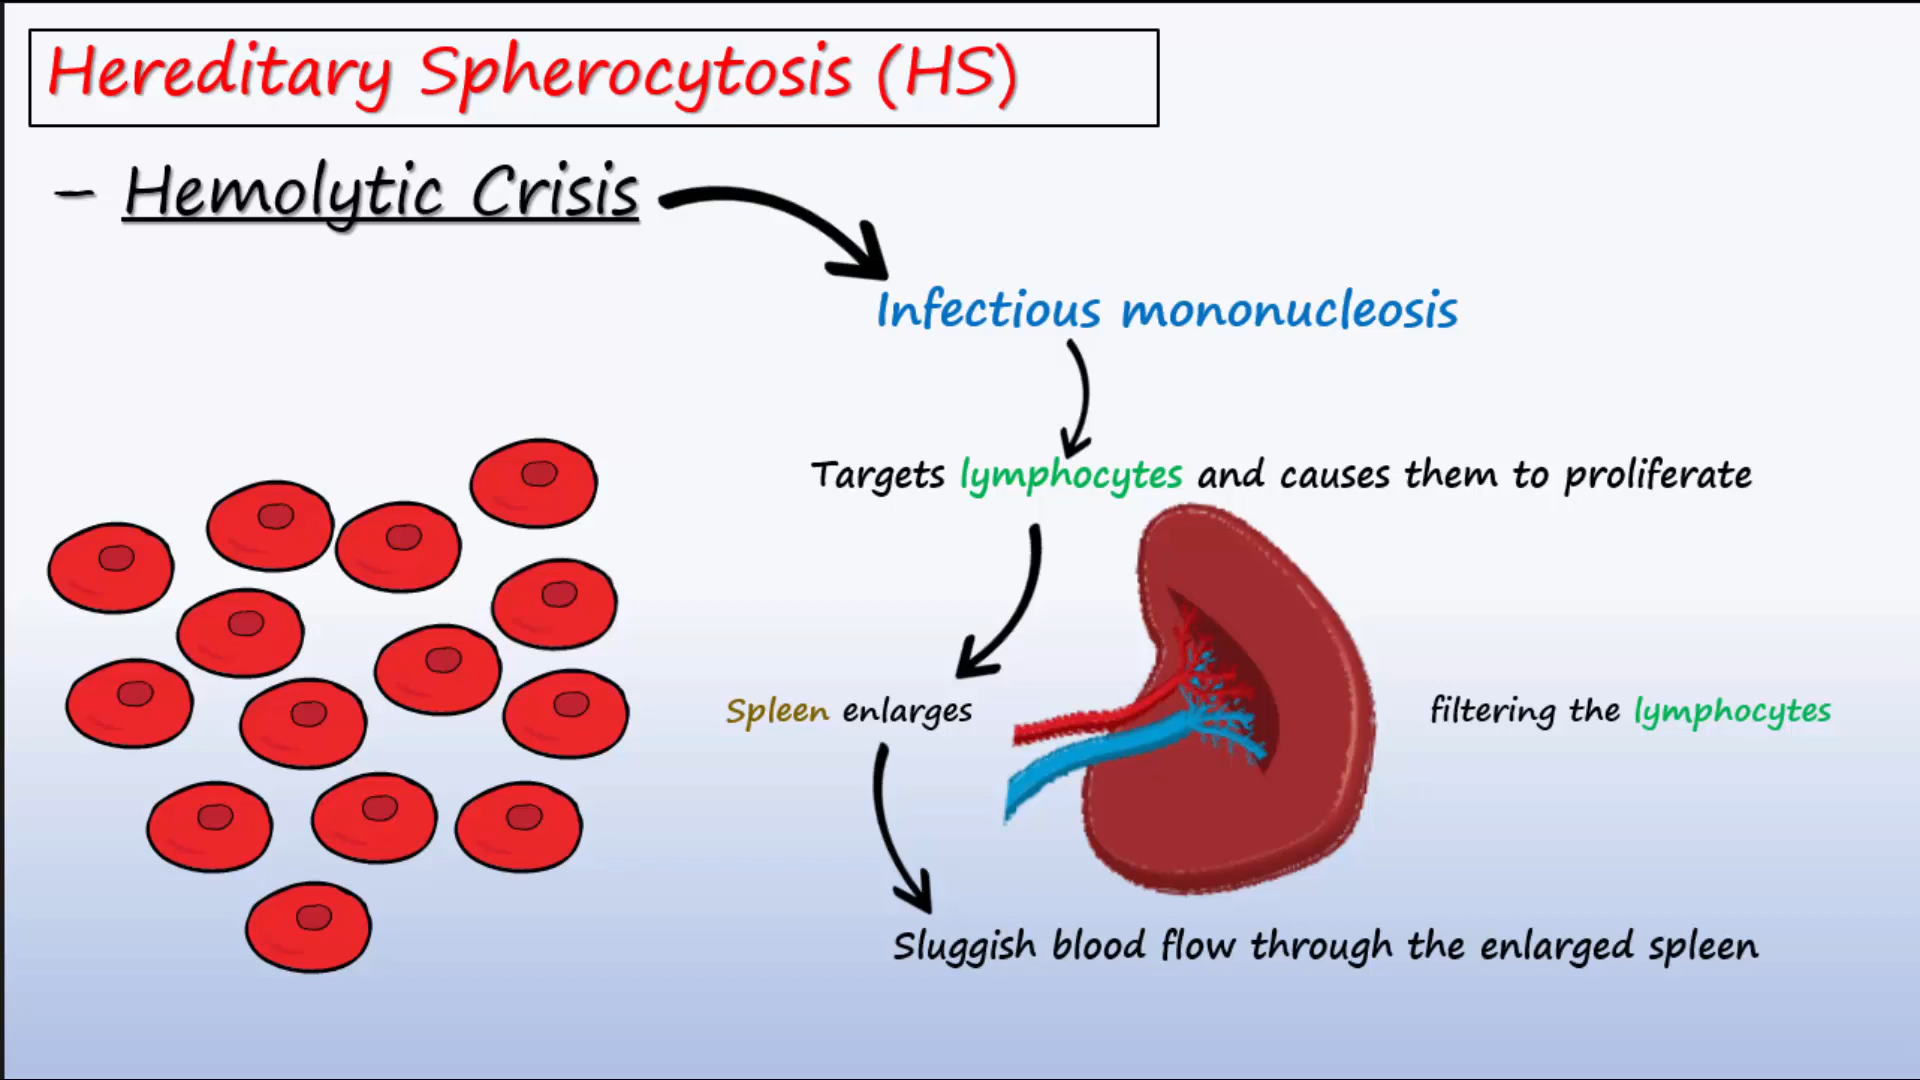 Hereditary Spherocytosis (HS)
– Hemolytic Crisis
Infectious mononucleosis
Targets lymphocytes and causes them to proliferate
Spleen enlarges
filtering the lymphocytes
Sluggish blood flow through the enlarged spleen